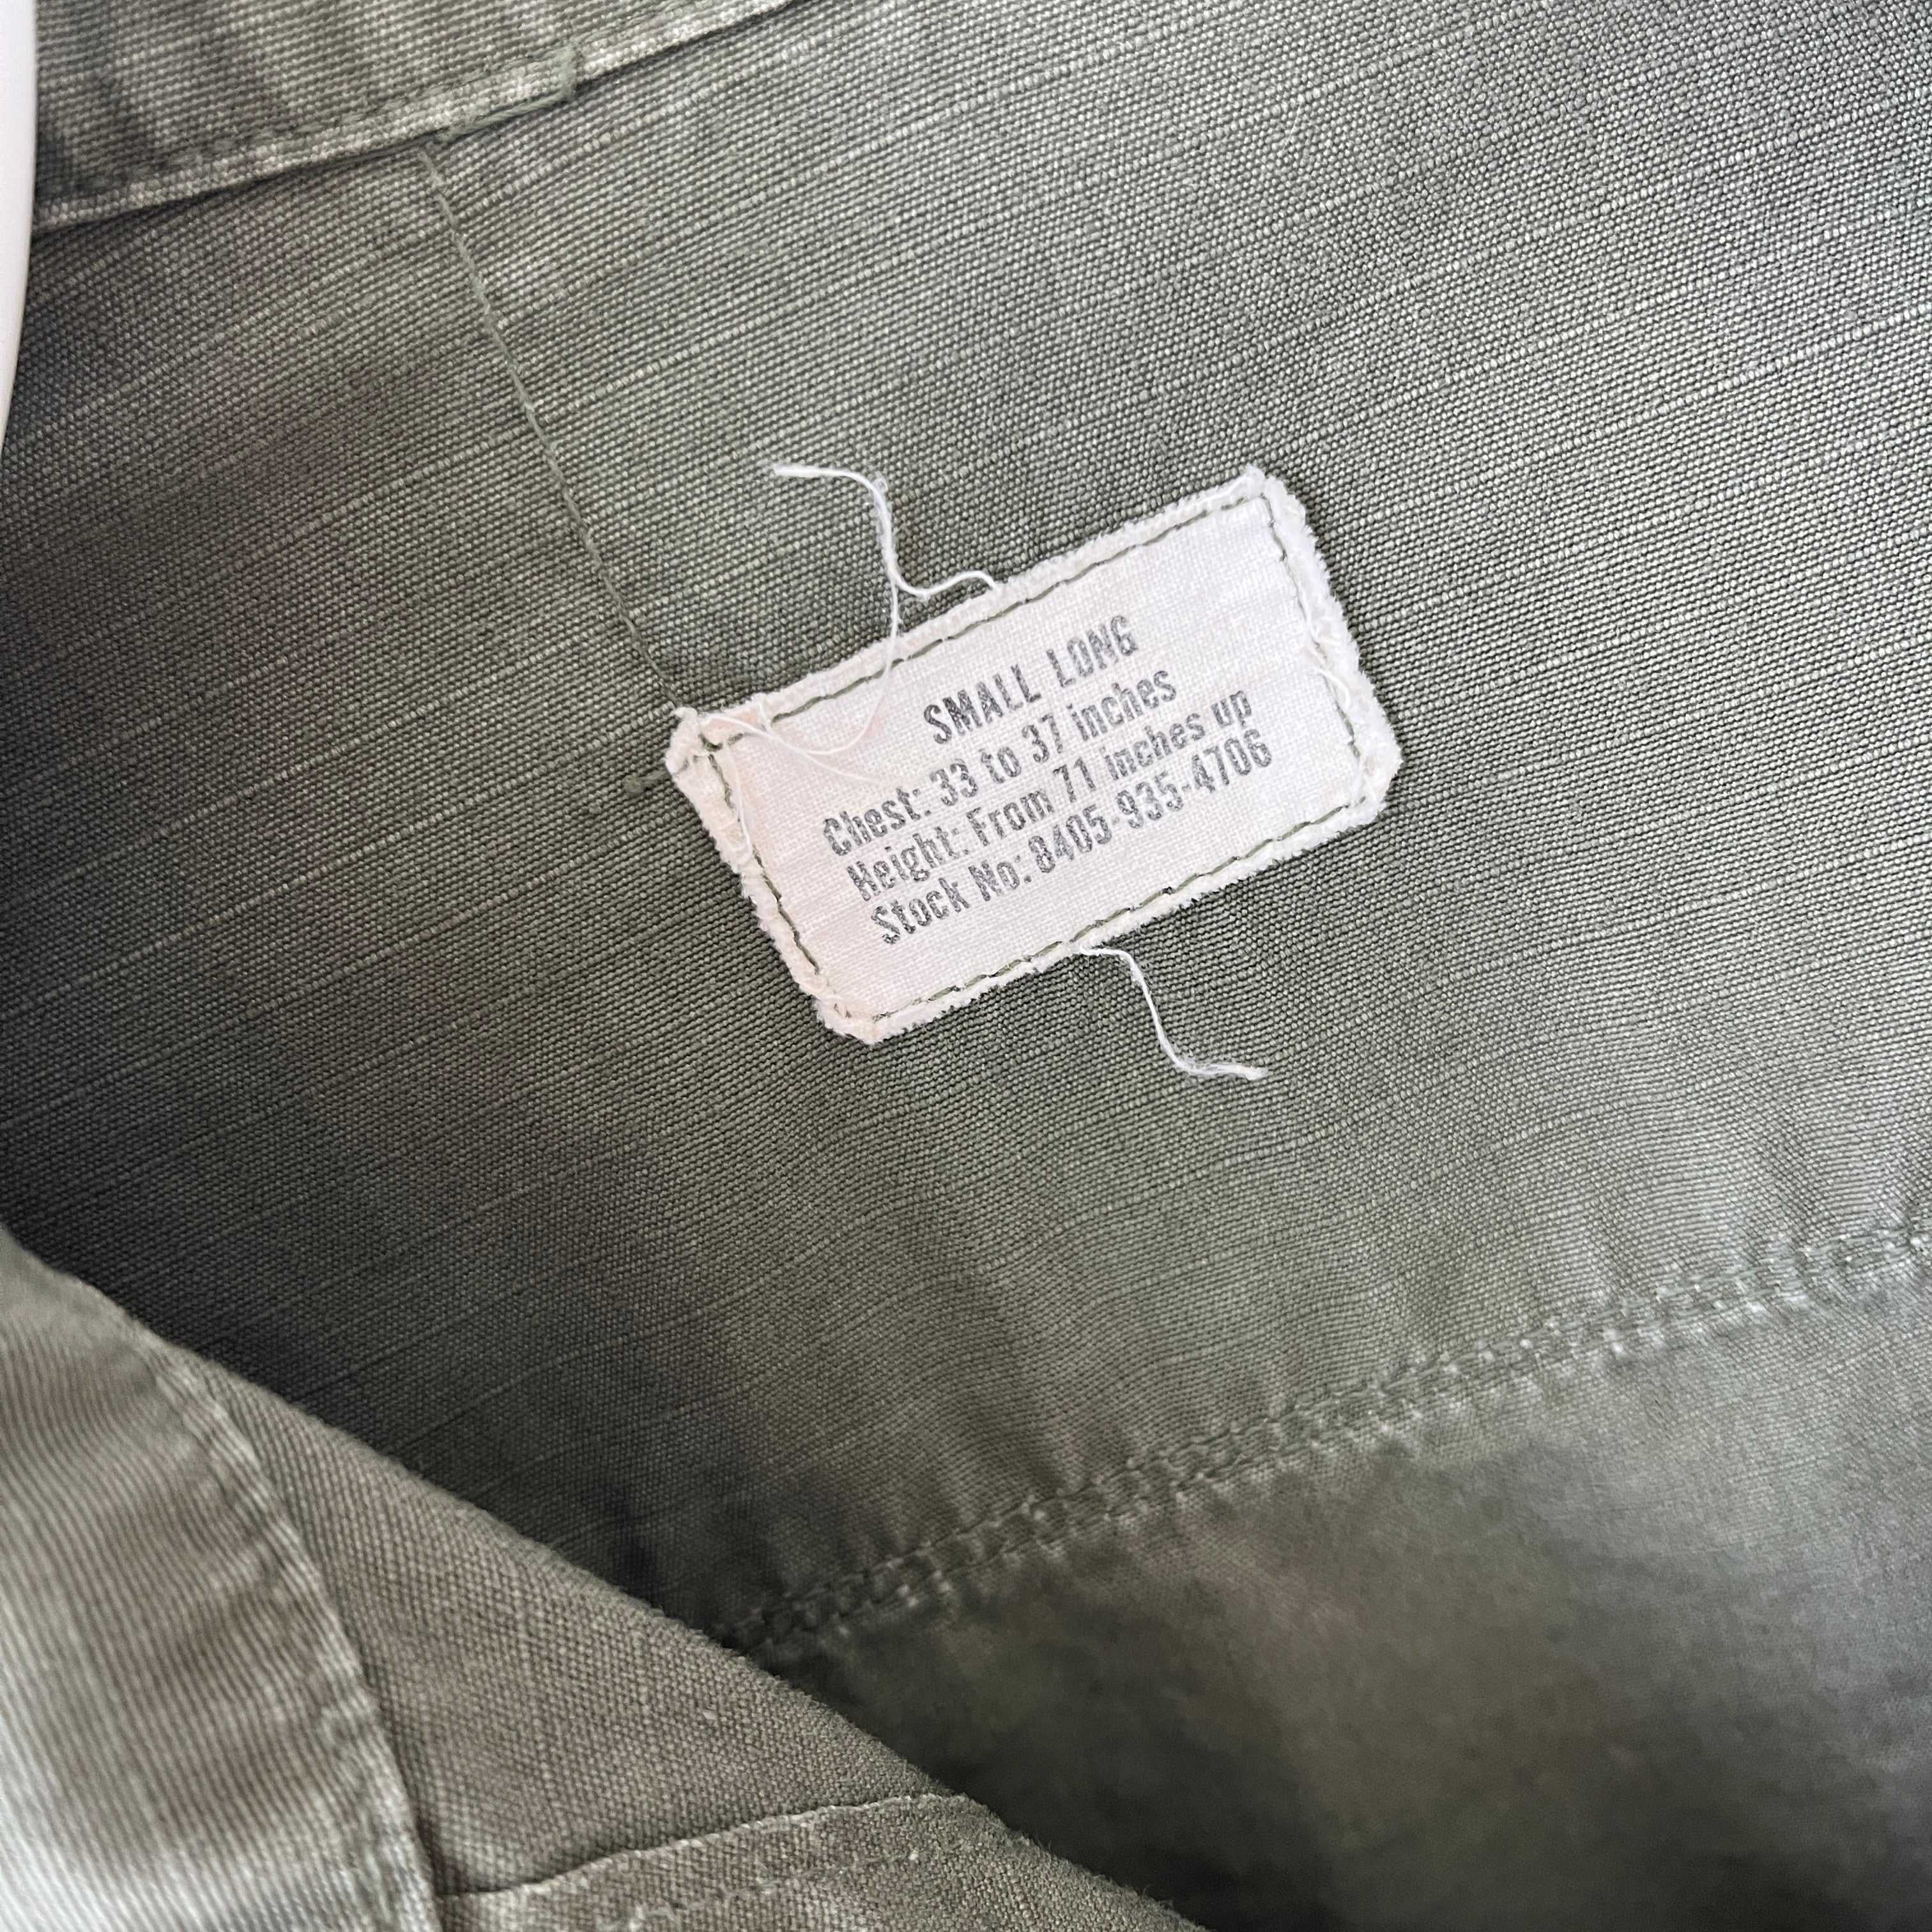 SMALL LONG
Chest: 33 to 37 inches
Height: From 71 inches up
Stock No: 8405-935-4706